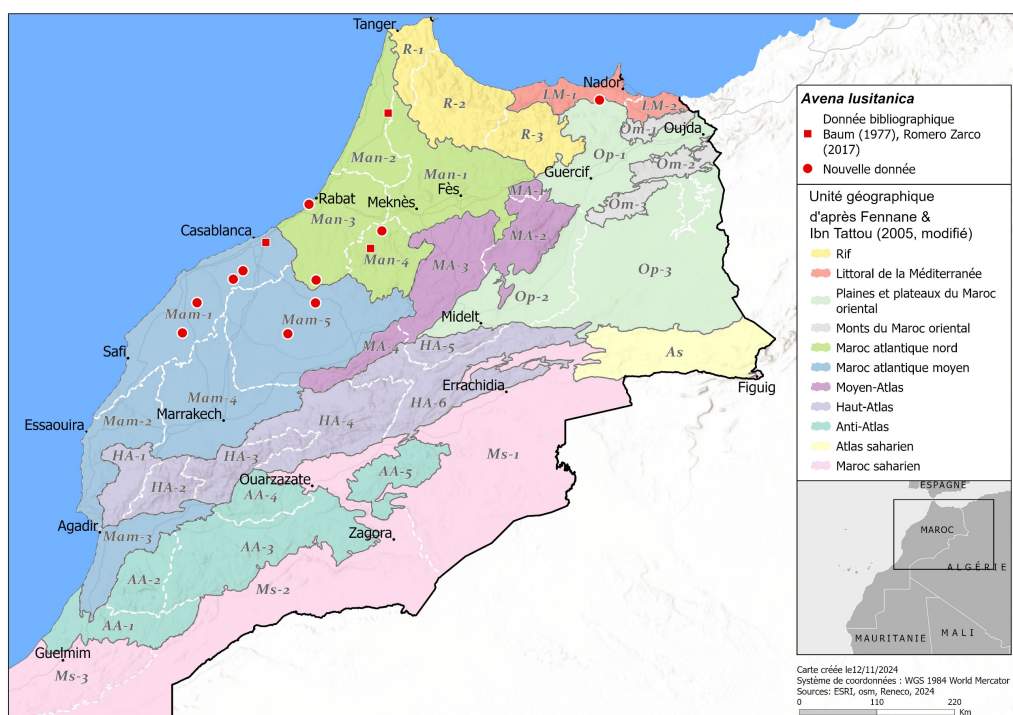 Tanger
R-1
Nador
LM-1
R-2
LM-2
R-3
Om-1
Oujda
Man-2
Op-1
Om-2
Man-1
Guercif
Fès
MA-1
Rabat
Meknès
Om-3
Man-3
Casablanca
MA-2
Man-4
MA-3
Op-3
Op-2
Mam-1
Mam-5
Midelt
Safi
MA-4
HA-5
As
Errachidia
Figuig
Mam-4
HA-6
Marrakech
Mam-2
HA-4
Essaouira
HA-1
HA-3
Ms-1
HA-2
Ouarzazate
AA-5
AA-4
Agadir
Mam-3
Zagora
AA-3
AA-2
Ms-2
AA-1
Guelmim
Ms-3
Avena lusitanica
Donnée bibliographique
Baum (1977), Romero Zarco
(2017)
Nouvelle donnée
Unité géographique
d'après Fennane &
Ibn Tattou (2005, modifié)
Rif
Littoral de la Méditerranée
Plaines et plateaux du Maroc
oriental
Monts du Maroc oriental
Maroc atlantique nord
Maroc atlantique moyen
Moyen-Atlas
Haut-Atlas
Anti-Atlas
Atlas saharien
Maroc saharien
ESPAGNE
MAROC
ALGÉRIE
MAURITANIE
MALI
Carte créée le12/11/2024
Système de coordonnées : WGS 1984 World Mercator
Sources: ESRI, osm, Reneco, 2024
0 110 220
Km